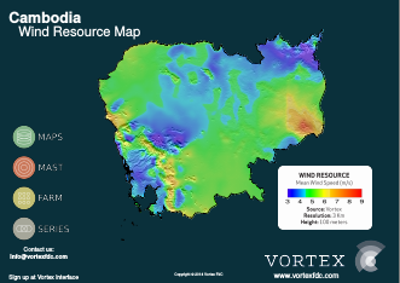 Cambodia
Wind Resource Map
MAPS
MAST
FARM
SERIES
Contact us:
info@vortexfdc.com
Sign up at Vortex Interface
Copyright © 2014 Vortex FdC
WIND RESOURCE
Mean Wind Speed (m/s)
3 4 5 6 7 8 9
Source: Vortex
Resolution: 3 Km
Height: 100 meters
VORTEX
www.vortexfdc.com